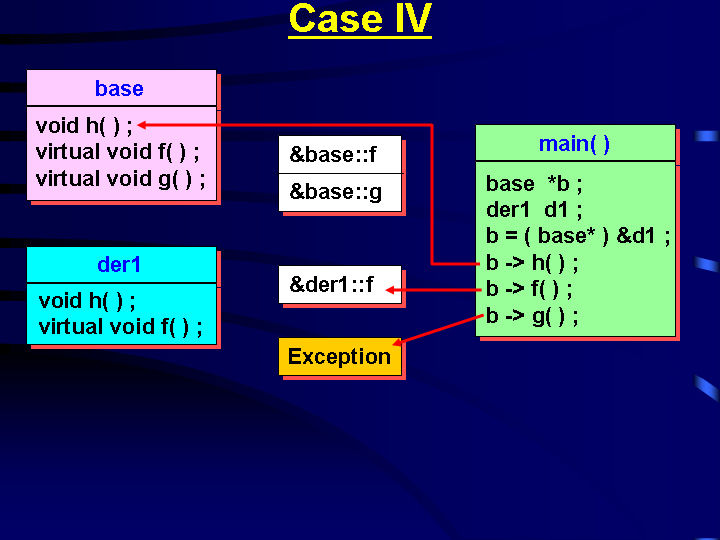 Case IV
base
void h( ) ;
virtual void f( ) ;
virtual void g( ) ;
&base::f
&base::g
main( )
base  *b ;
der1  d1 ;
b = ( base* ) &d1 ;
b -> h( ) ;
b -> f( ) ;
b -> g( ) ;
der1
void h( ) ;
virtual void f( ) ;
&der1::f
Exception